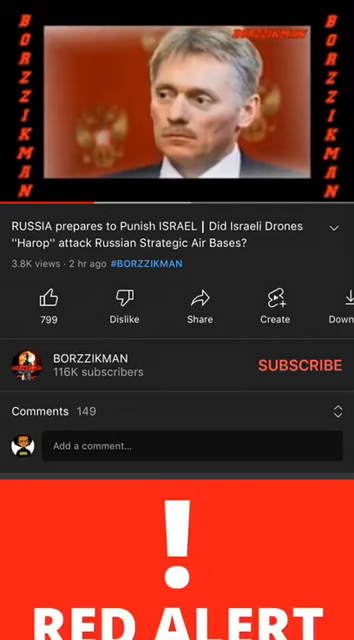 BORZZIKMAN
BORZZIKMAN
BORZZIKMAN
RUSSIA prepares to Punish ISRAEL | Did Israeli Drones
"Harop" attack Russian Strategic Air Bases?
3.8K views · 2 hr ago #BORZZIKMAN
799
Dislike
Share
Create
Down
BORZZIKMAN
116K subscribers
SUBSCRIBE
Comments 149
Add a comment...
!
RED ALERT